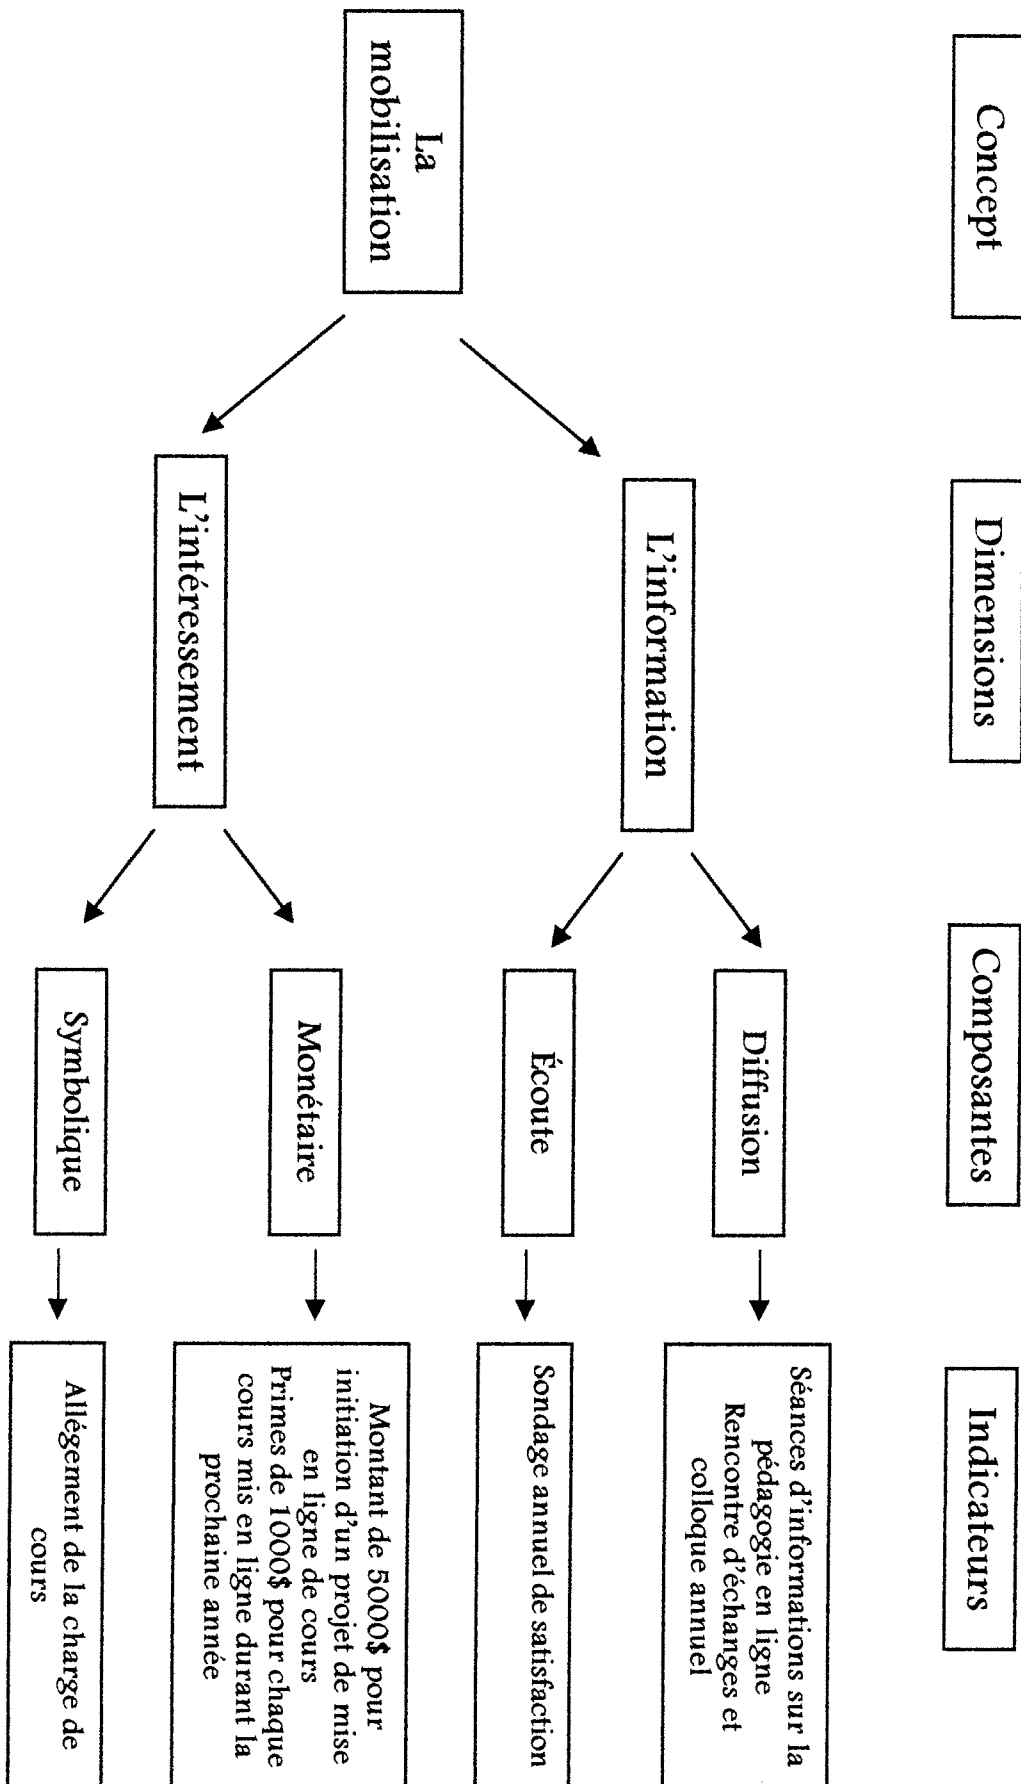 Concept
Dimensions
Composantes
Indicateurs
La
mobilisation
L'information
L'intéressement
Diffusion
Écoute
Monétaire
Symbolique
Séances d'informations sur la
pédagogie en ligne
Rencontre d'échanges et
colloque annuel
Sondage annuel de satisfaction
Montant de 5000$ pour
initiation d'un projet de mise
en ligne de cours
Primes de 1000$ pour chaque
cours mis en ligne durant la
prochaine année
Allégement de la charge de
cours